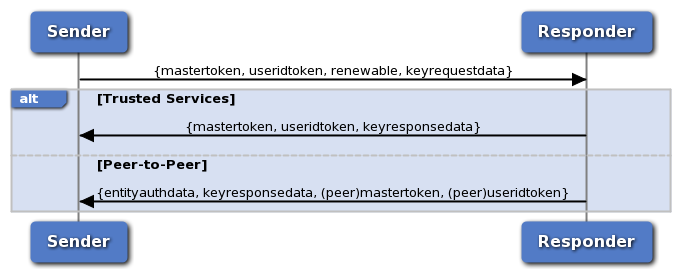 Sender Responder
{mastertoken, useridtoken, renewable, keyrequestdata}
alt [Trusted Services]
{mastertoken, useridtoken, keyresponsedata}
[Peer-to-Peer]
{entityauthdata, keyresponsedata, (peer)mastertoken, (peer)useridtoken}
Sender Responder